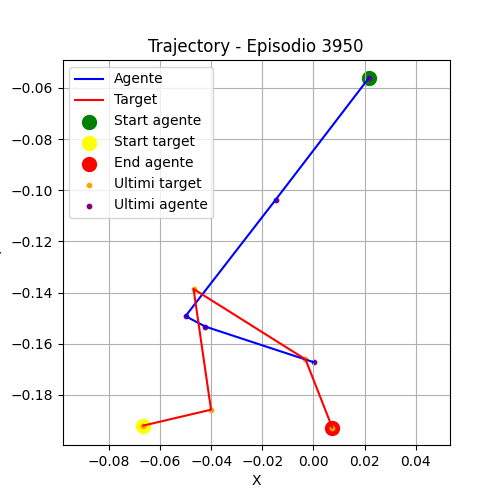 Trajectory - Episodio 3950
Agente
Target
Start agente
Start target
End agente
Ultimi target
Ultimi agente
−0.06
−0.08
−0.10
−0.12
−0.14
−0.16
−0.18
−0.08
−0.06
−0.04
−0.02
0.00
0.02
0.04
X